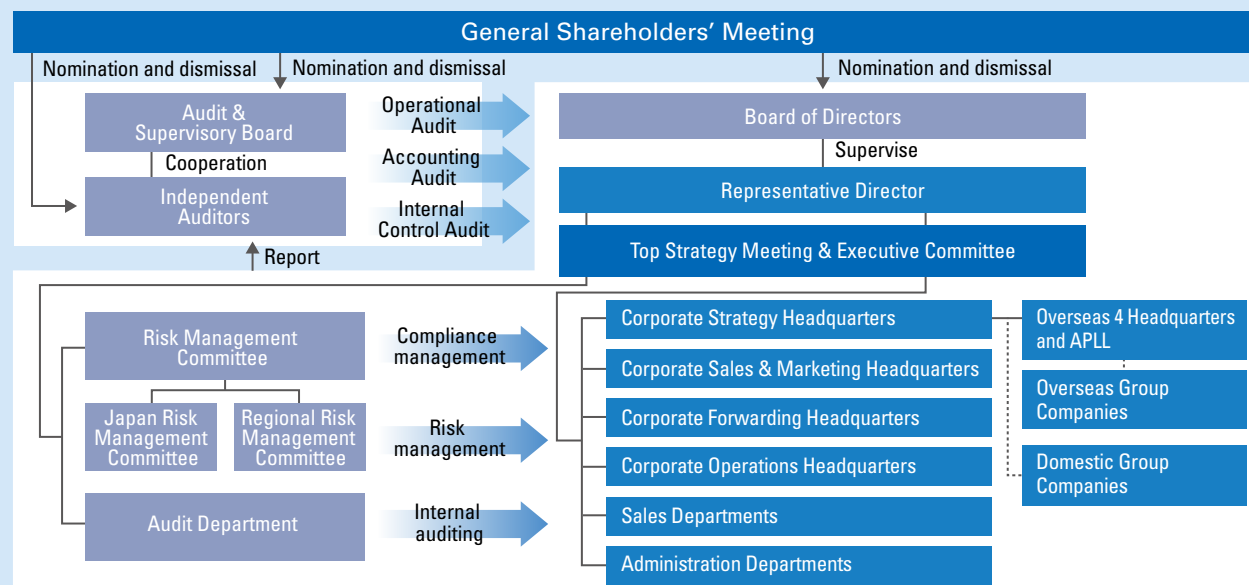 General Shareholders' Meeting
Nomination and dismissal
Nomination and dismissal
Nomination and dismissal
Audit &
Supervisory Board
Cooperation
Independent
Auditors
Operational
Audit
Accounting
Audit
Internal
Control Audit
Board of Directors
Supervise
Representative Director
Top Strategy Meeting & Executive Committee
Report
Risk Management
Committee
Japan Risk
Management
Committee
Regional Risk
Management
Committee
Audit Department
Compliance
management
Risk
management
Internal
auditing
Corporate Strategy Headquarters
Corporate Sales & Marketing Headquarters
Corporate Forwarding Headquarters
Corporate Operations Headquarters
Sales Departments
Administration Departments
Overseas 4 Headquarters
and APLL
Overseas Group
Companies
Domestic Group
Companies